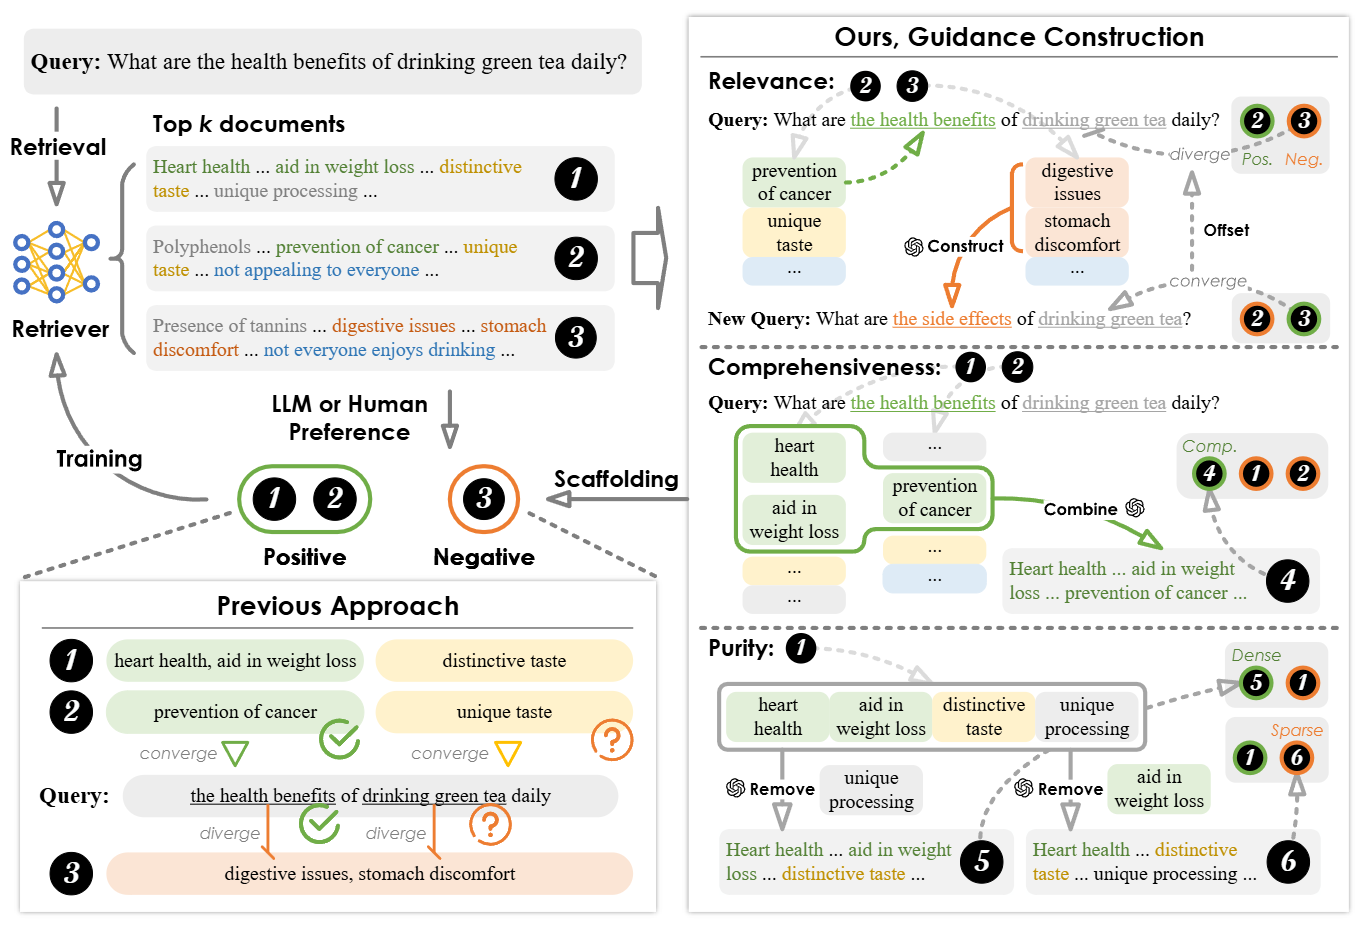 Query: What are the health benefits of drinking green tea daily?
Retrieval
Retriever
Training
Top k documents
Heart health ... aid in weight loss ... distinctive
taste ... unique processing ...
1
Polyphenols ... prevention of cancer ... unique
taste ... not appealing to everyone ...
2
Presence of tannins ... digestive issues ... stomach
discomfort ... not everyone enjoys drinking ...
3
LLM or Human
Preference
1 2
Positive
3
Negative
Scaffolding
Previous Approach
1 heart health, aid in weight loss distinctive taste
2 prevention of cancer unique taste
converge converge
?
Query: the health benefits of drinking green tea daily
diverge diverge
?
3 digestive issues, stomach discomfort
Ours, Guidance Construction
Relevance: 2 3
Query: What are the health benefits of drinking green tea daily?
2 3
Pos. Neg.
diverge
prevention
of cancer
unique
taste
...
digestive
issues
stomach
discomfort
...
Construct
Offset
converge
New Query: What are the side effects of drinking green tea?
2 3
Comprehensiveness: 1 2
Query: What are the health benefits of drinking green tea daily?
heart
health
aid in
weight loss
...
...
...
prevention
of cancer
...
...
Combine
Comp.
4 1 2
Heart health ... aid in weight
loss ... prevention of cancer ...
4
Purity: 1
heart
health
aid in
weight loss
distinctive
taste
unique
processing
Dense
5 1
Sparse
1 6
Remove
unique
processing
Remove
aid in
weight loss
Heart health ... aid in weight
loss ... distinctive taste ...
5
Heart health ... distinctive
taste ... unique processing ...
6